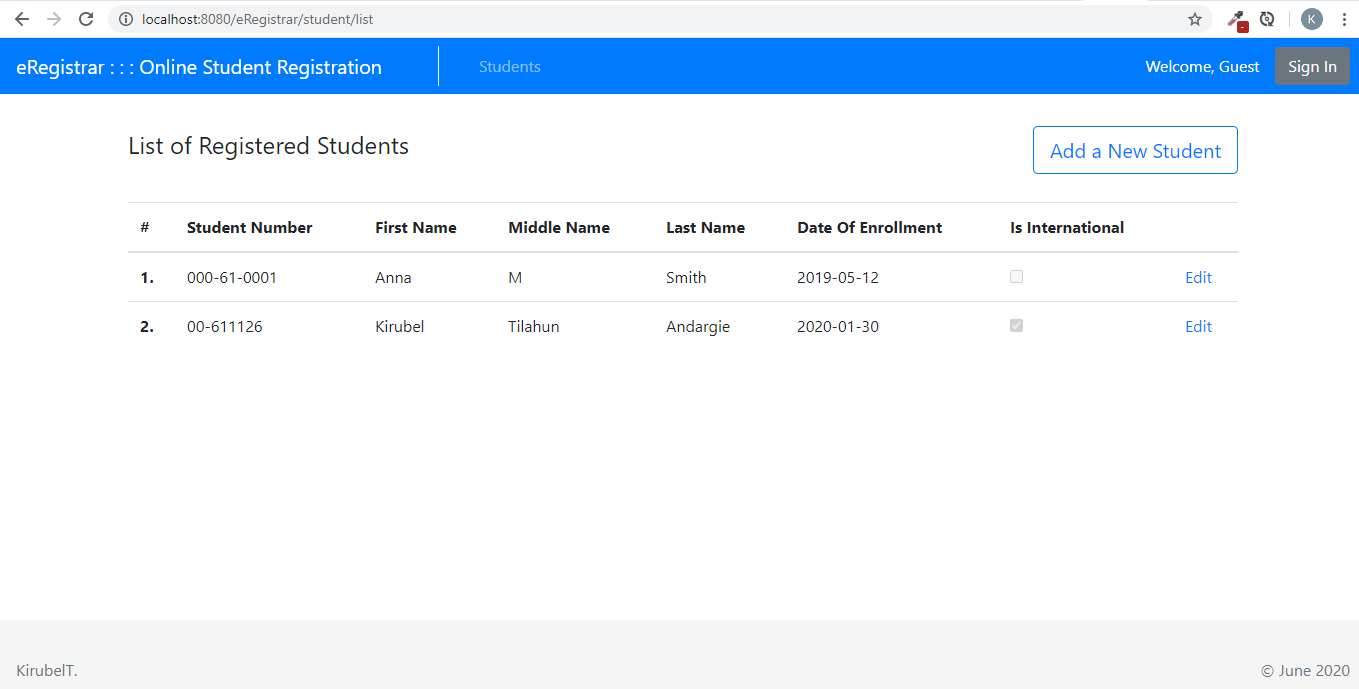 localhost:8080/eRegistrar/student/list
K
eRegistrar : : : Online Student Registration Students Welcome, Guest Sign In
List of Registered Students Add a New Student
# Student Number First Name Middle Name Last Name Date Of Enrollment Is International
1. 000-61-0001 Anna M Smith 2019-05-12 Edit
2. 00-611126 Kirubel Tilahun Andargie 2020-01-30 Edit
KirubelT. © June 2020